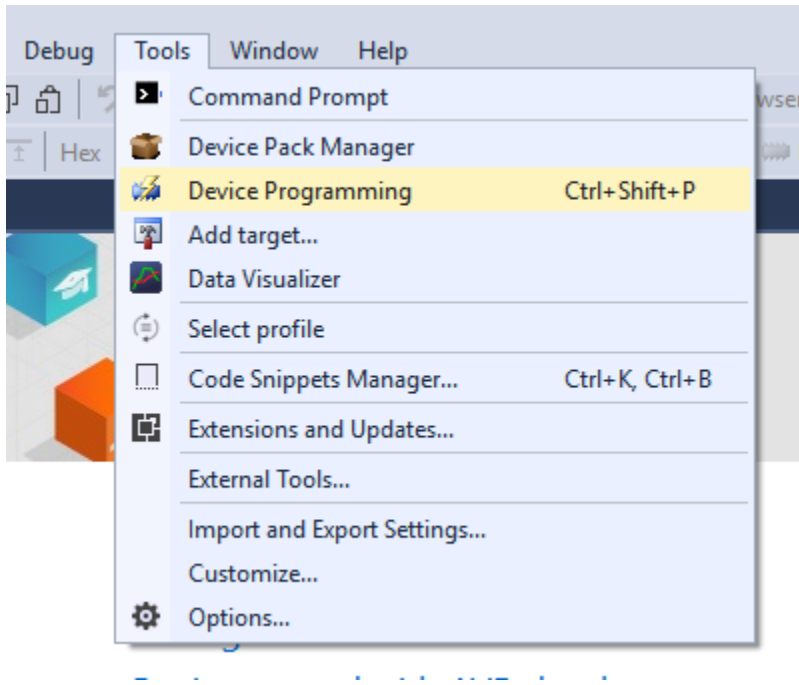 Debug Tools Window Help
Hex
Command Prompt
Device Pack Manager
Device Programming Ctrl+Shift+P
Add target...
Data Visualizer
Select profile
Code Snippets Manager... Ctrl+K, Ctrl+B
Extensions and Updates...
External Tools...
Import and Export Settings...
Customize...
Options...